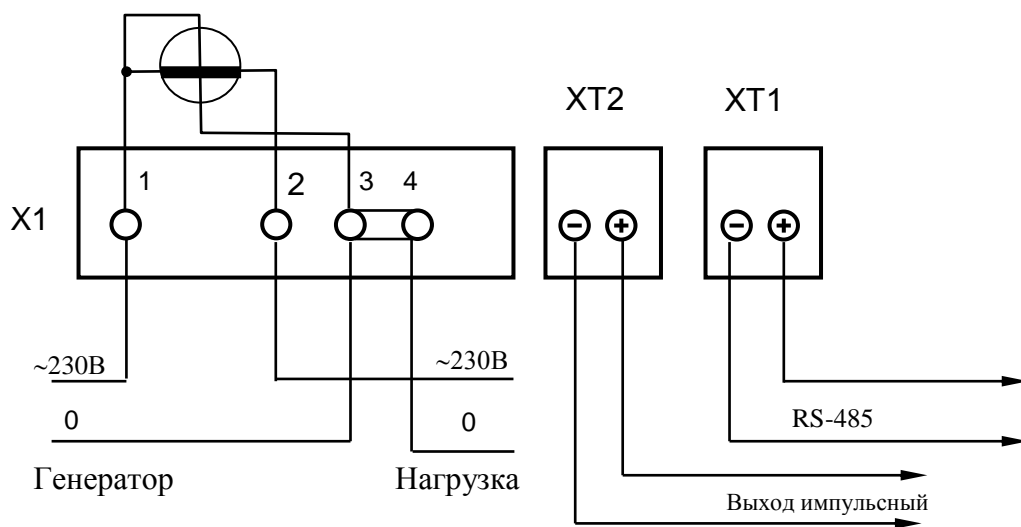 XT2 XT1
1 2 3 4
X1
− + − +
~230В ~230В
0 0 RS-485
Генератор Нагрузка
Выход импульсный